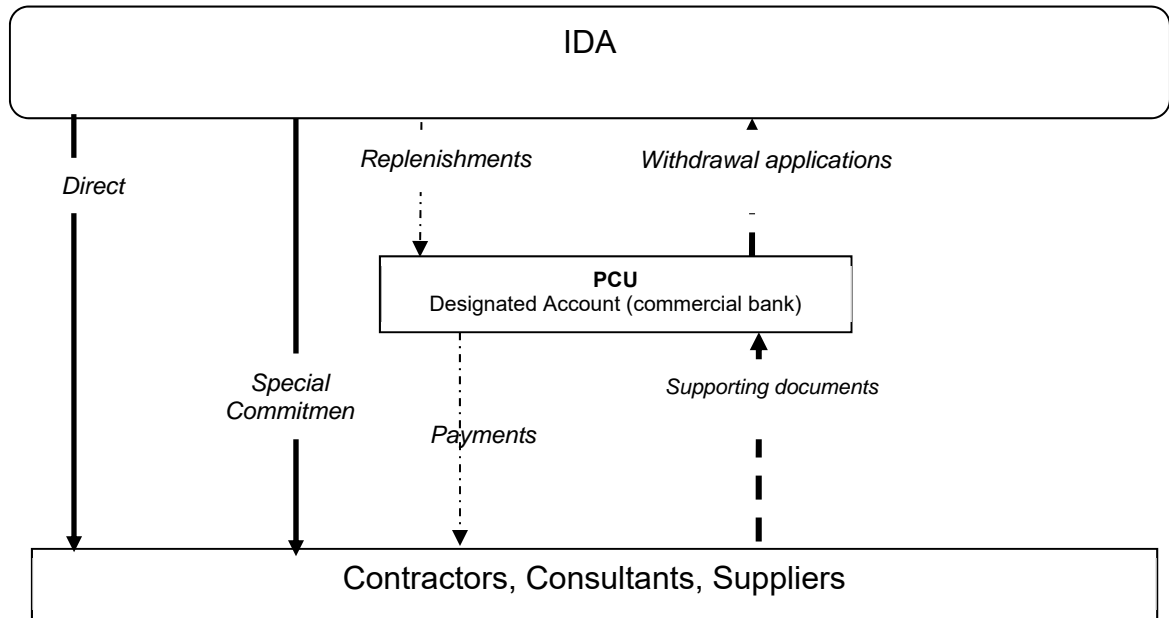 IDA
Replenishments
Withdrawal applications
Direct
PCU
Designated Account (commercial bank)
Special
Commitmen
Supporting documents
Payments
Contractors, Consultants, Suppliers